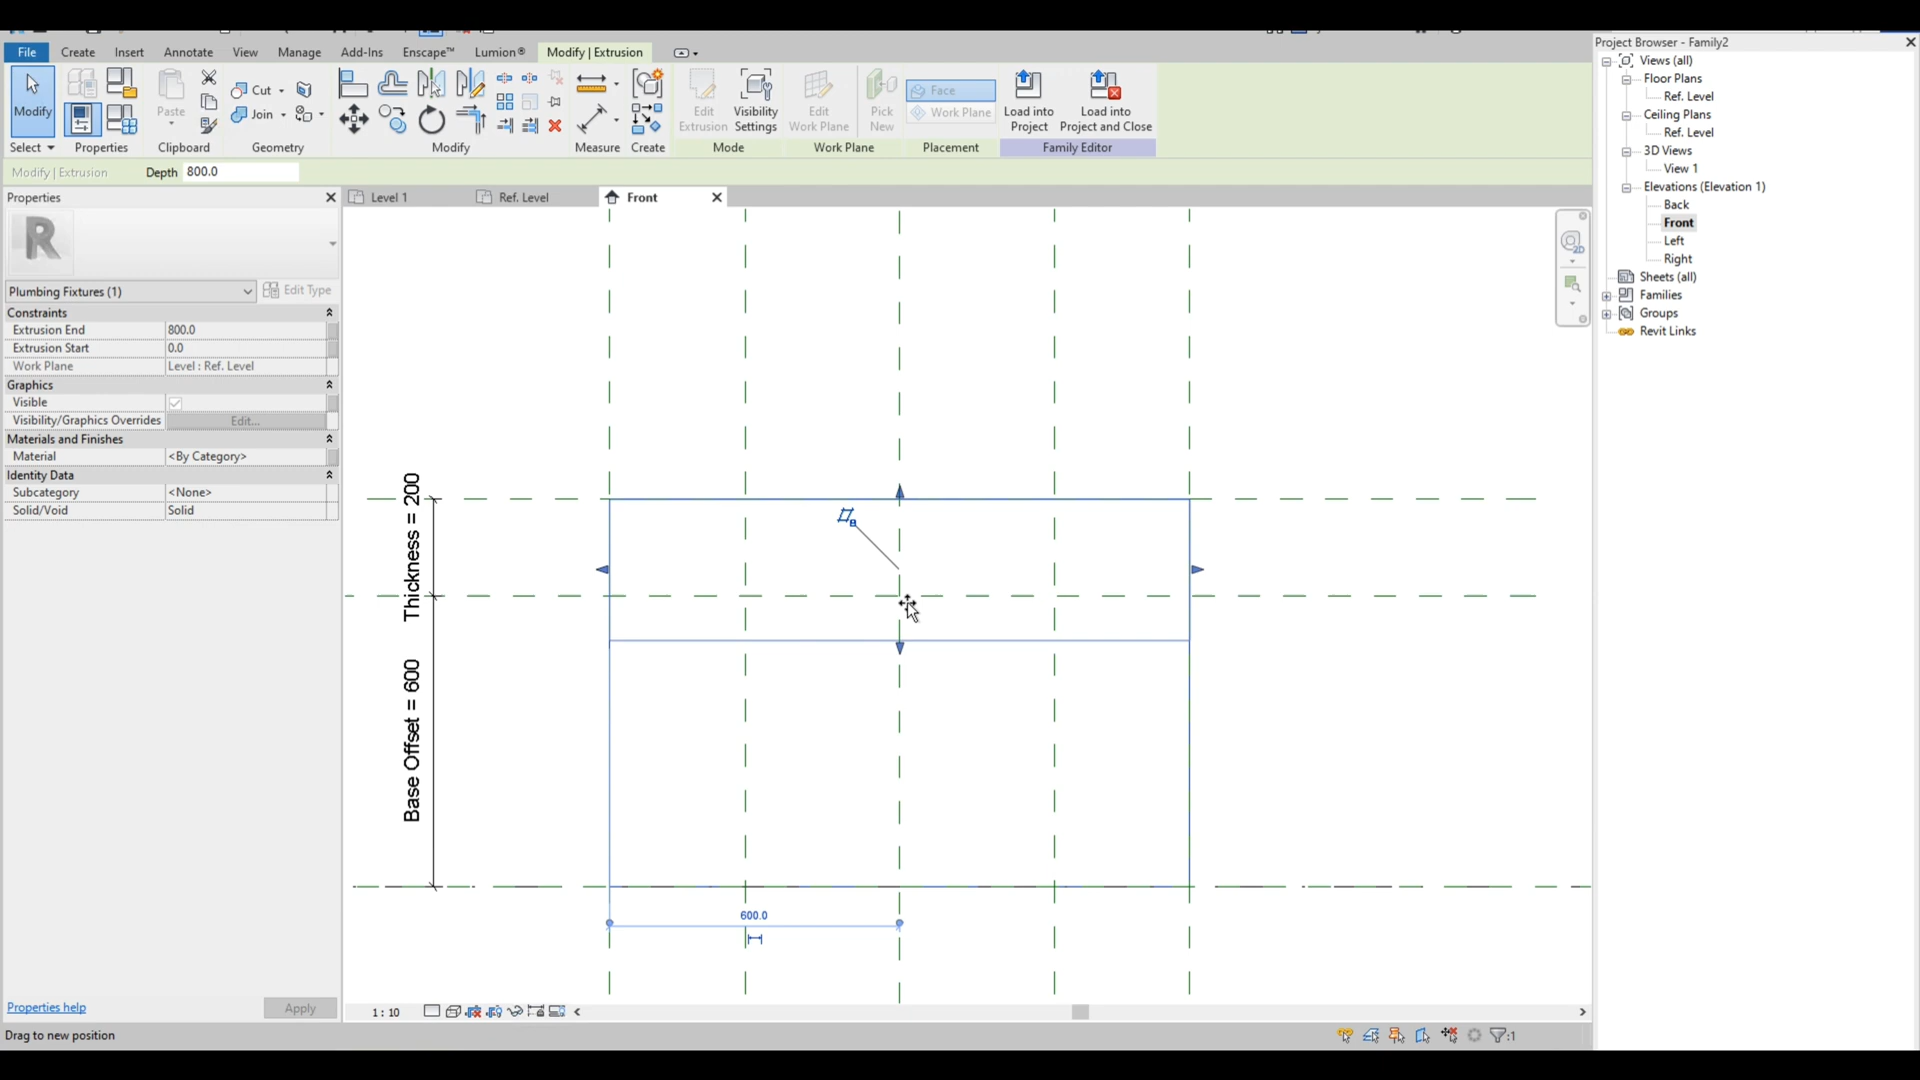 File Create Insert Annotate View Manage Add-Ins Enscape™ Lumion® Modify | Extrusion
Modify
Select
Properties
Paste
Clipboard
Cut
Join
Geometry
Modify
Measure
Create
Edit Extrusion
Visibility Settings
Mode
Edit Work Plane
Pick New
Work Plane
Face
Work Plane
Placement
Load into Project
Load into Project and Close
Family Editor
Modify | Extrusion Depth 800.0
Properties
Level 1 Ref. Level Front
R
Plumbing Fixtures (1) Edit Type
Constraints
Extrusion End 800.0
Extrusion Start 0.0
Work Plane Level : Ref. Level
Graphics
Visible
Visibility/Graphics Overrides Edit...
Materials and Finishes
Material <By Category>
Identity Data
Subcategory <None>
Solid/Void Solid
Properties help Apply
Drag to new position
Thickness = 200
Base Offset = 600
600.0
1 : 10
2D
:1
Project Browser - Family2
Views (all)
Floor Plans
Ref. Level
Ceiling Plans
Ref. Level
3D Views
View 1
Elevations (Elevation 1)
Back
Front
Left
Right
Sheets (all)
Families
Groups
Revit Links